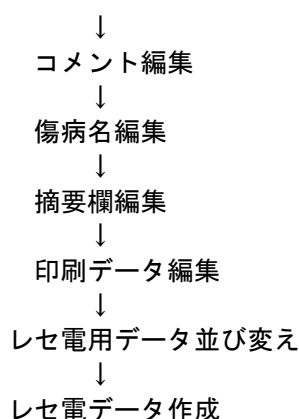 ↓
コメント編集
↓
傷病名編集
↓
摘要欄編集
↓
印刷データ編集
↓
レセ電用データ並び変え
↓
レセ電データ作成